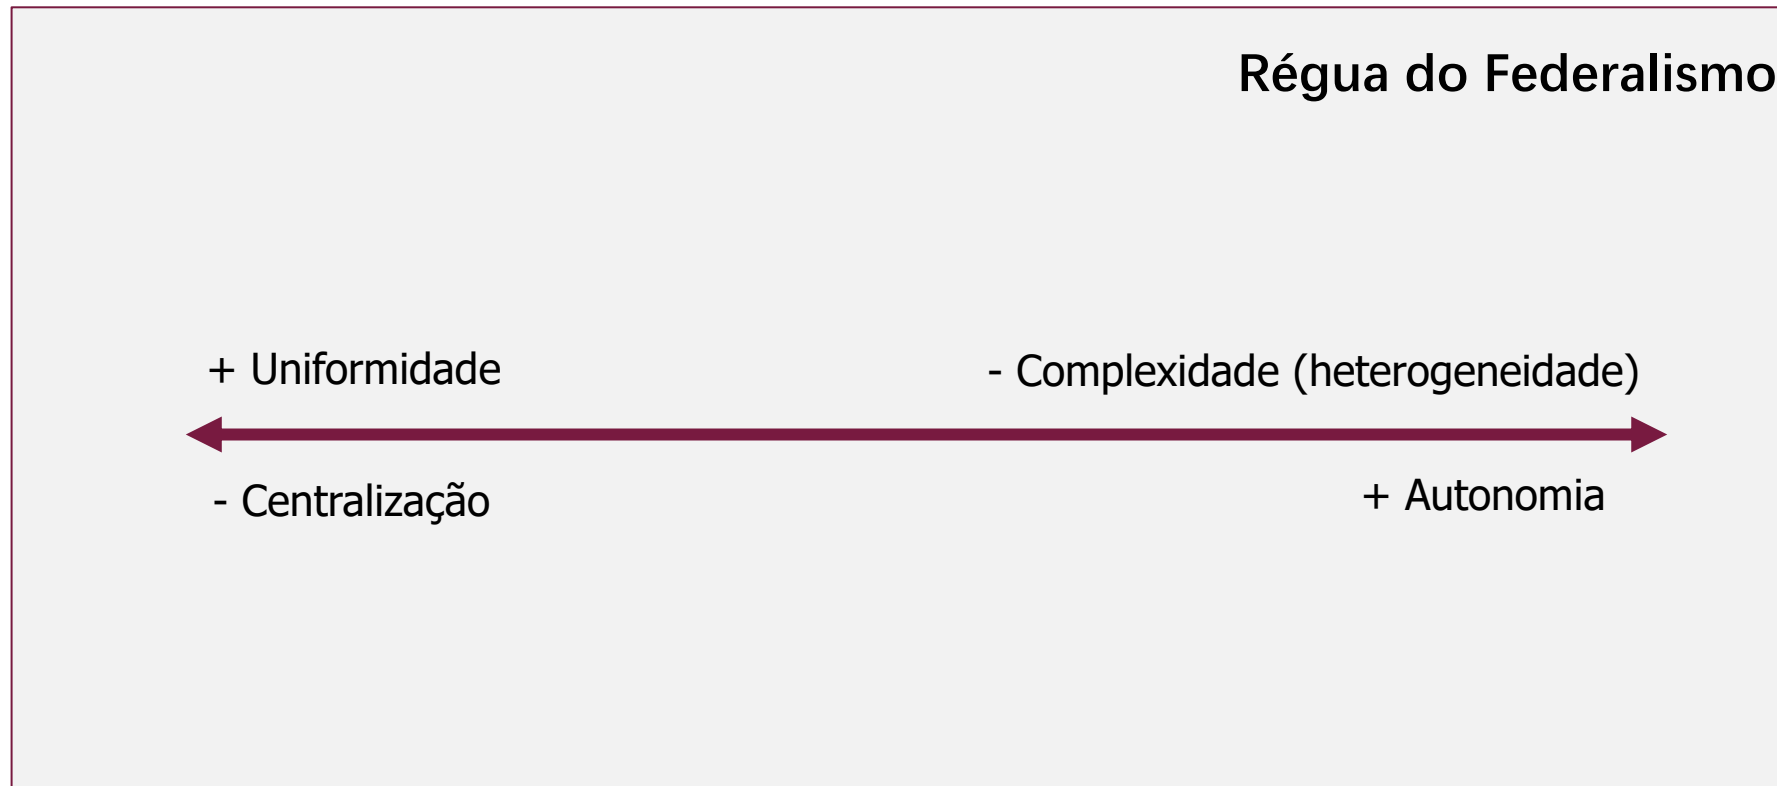 Régua do Federalismo
+ Uniformidade
- Complexidade (heterogeneidade)
- Centralização
+ Autonomia